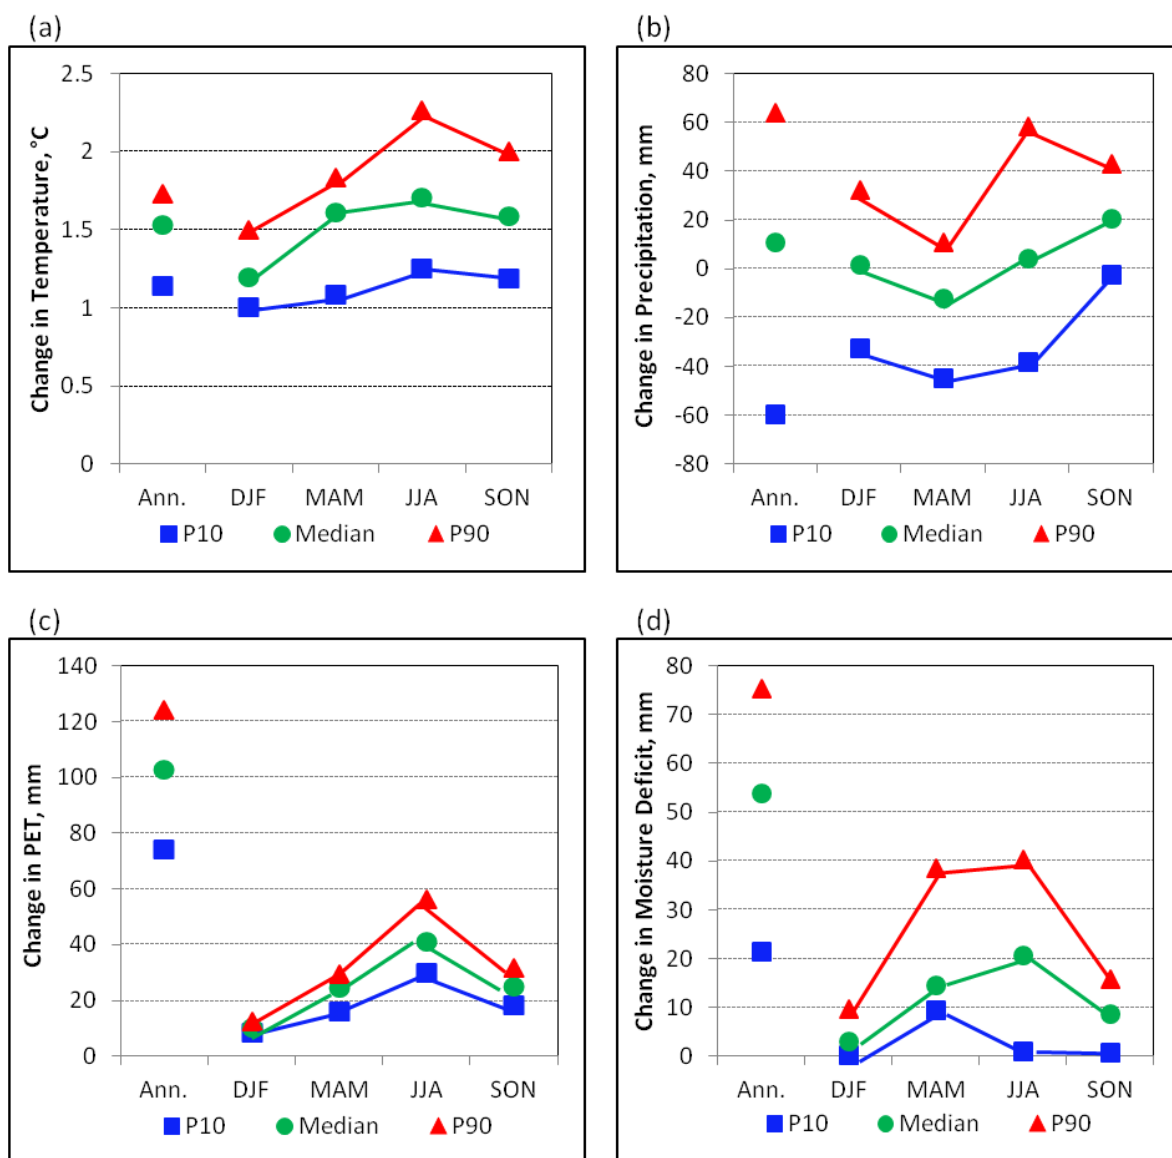 (a)
Change in Temperature, °C
2.5
2
1.5
1
0.5
0
Ann. DJF MAM JJA SON
P10 Median P90
(b)
Change in Precipitation, mm
80
60
40
20
0
-20
-40
-60
-80
Ann. DJF MAM JJA SON
P10 Median P90
(c)
Change in PET, mm
140
120
100
80
60
40
20
0
Ann. DJF MAM JJA SON
P10 Median P90
(d)
Change in Moisture Deficit, mm
80
70
60
50
40
30
20
10
0
Ann. DJF MAM JJA SON
P10 Median P90